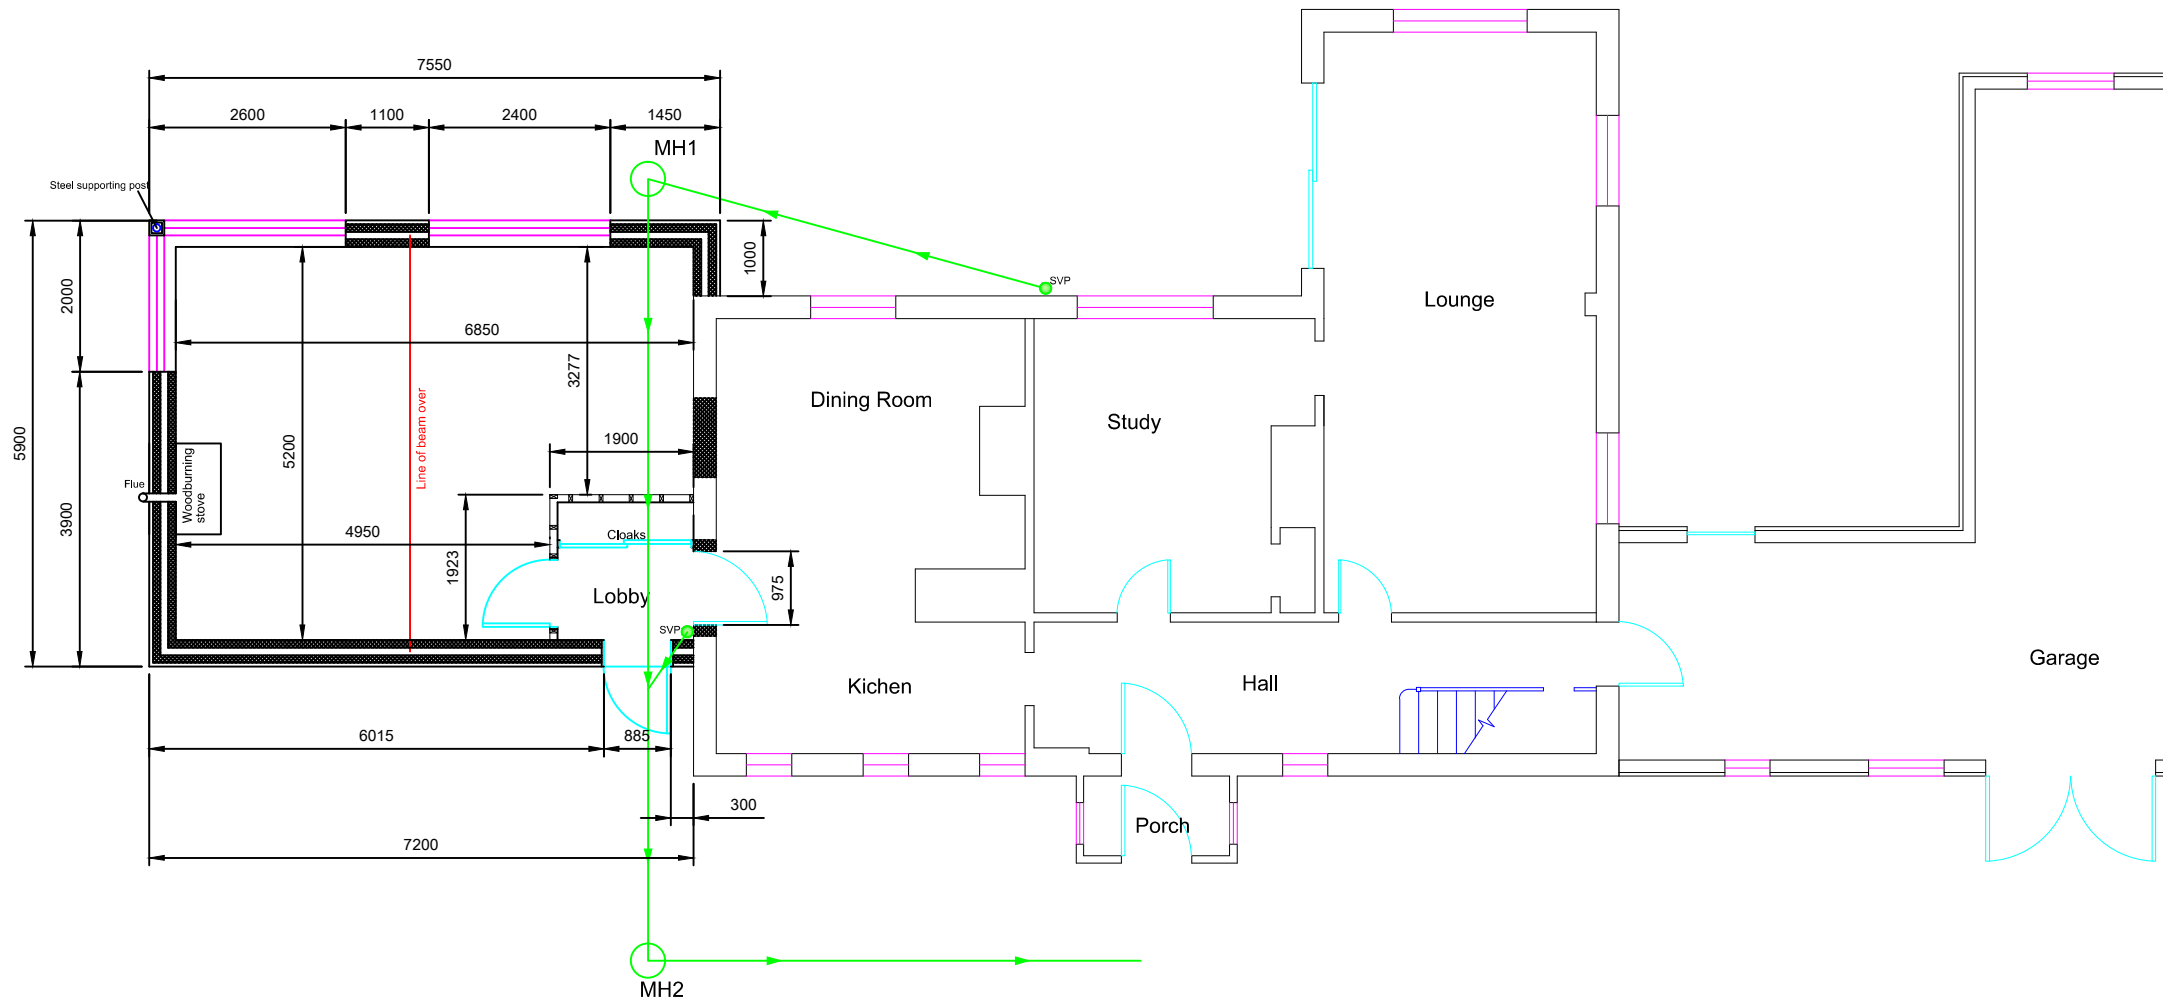 7550
2600
1100
2400
1450
MH1
Steel supporting post
SVP
1000
Lounge
2000
6850
3277
Dining Room
Study
Line of beam over
5900
5200
1900
Flue
Woodburning
stove
3900
4950
Cloaks
1923
975
Lobby
SVP
Kichen
Hall
Garage
6015
885
300
Porch
7200
MH2